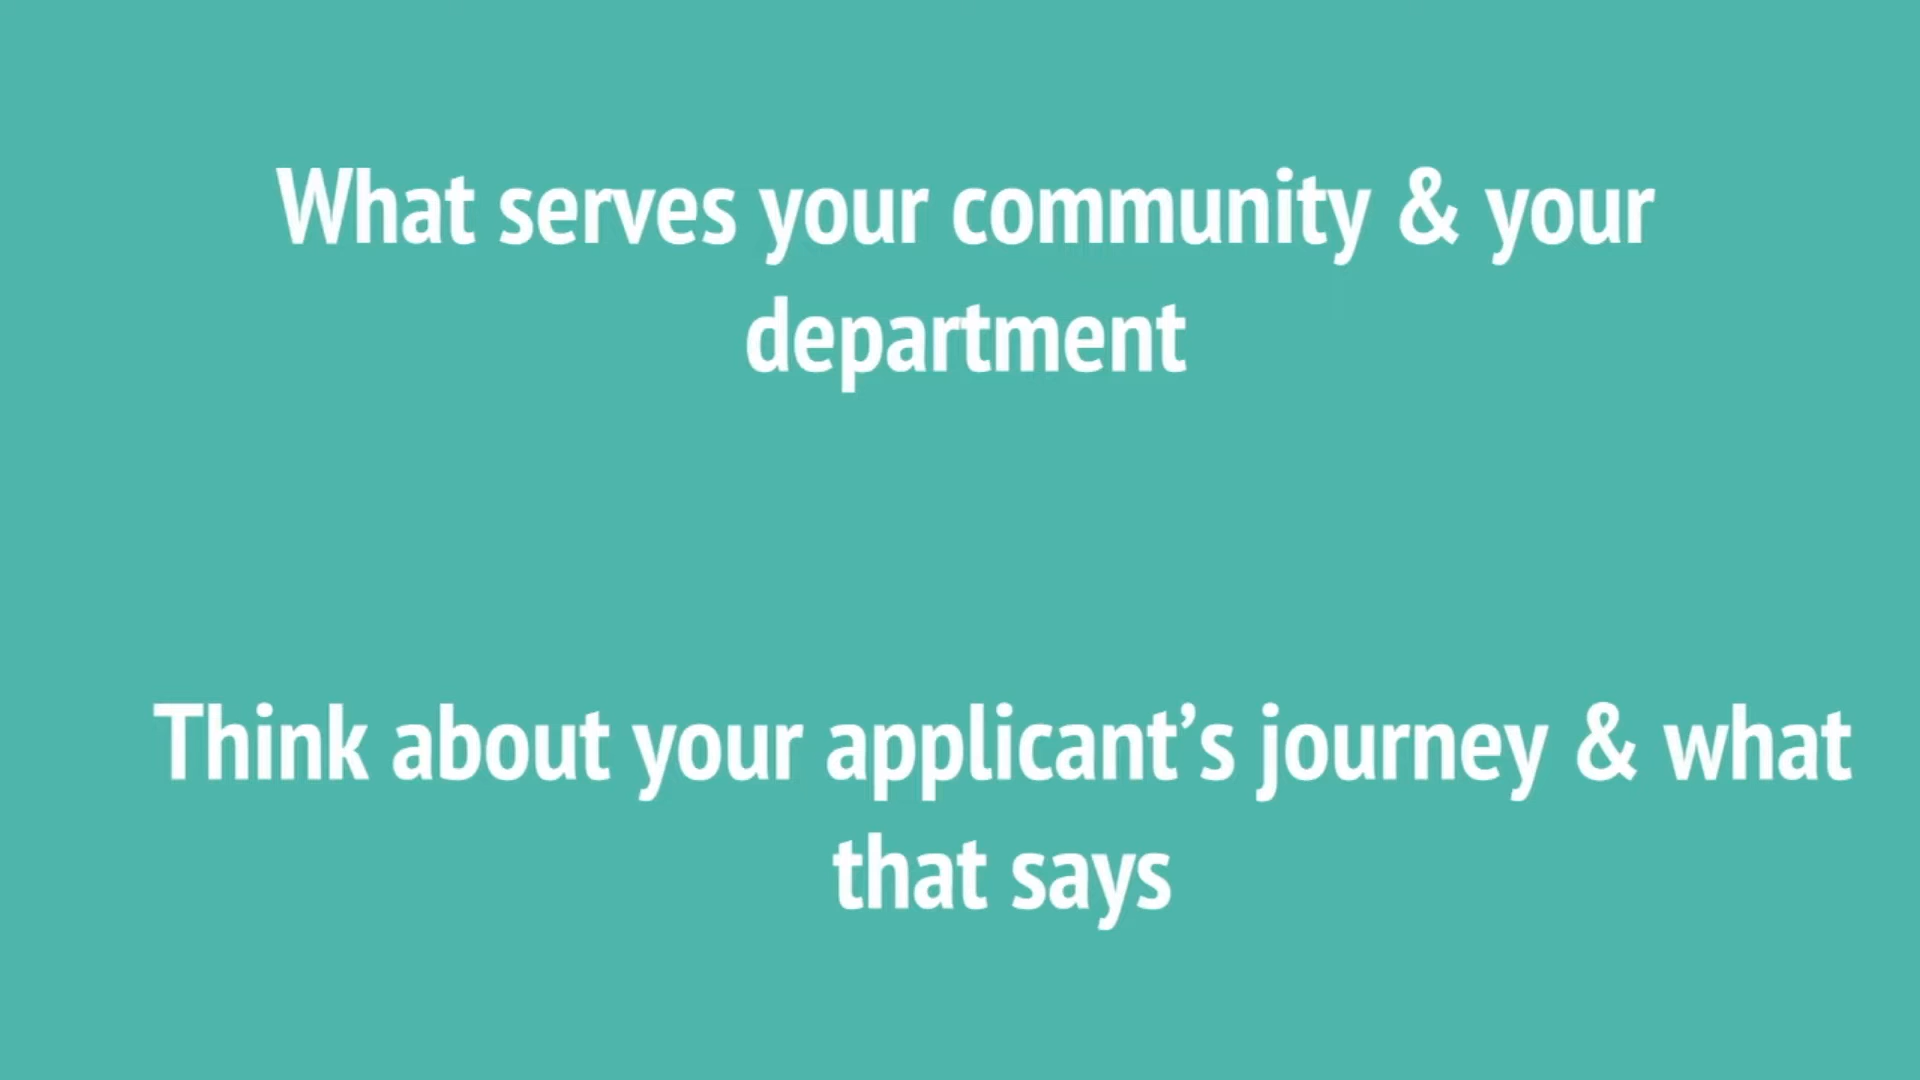 What serves your community & your
department
Think about your applicant’s journey & what
that says